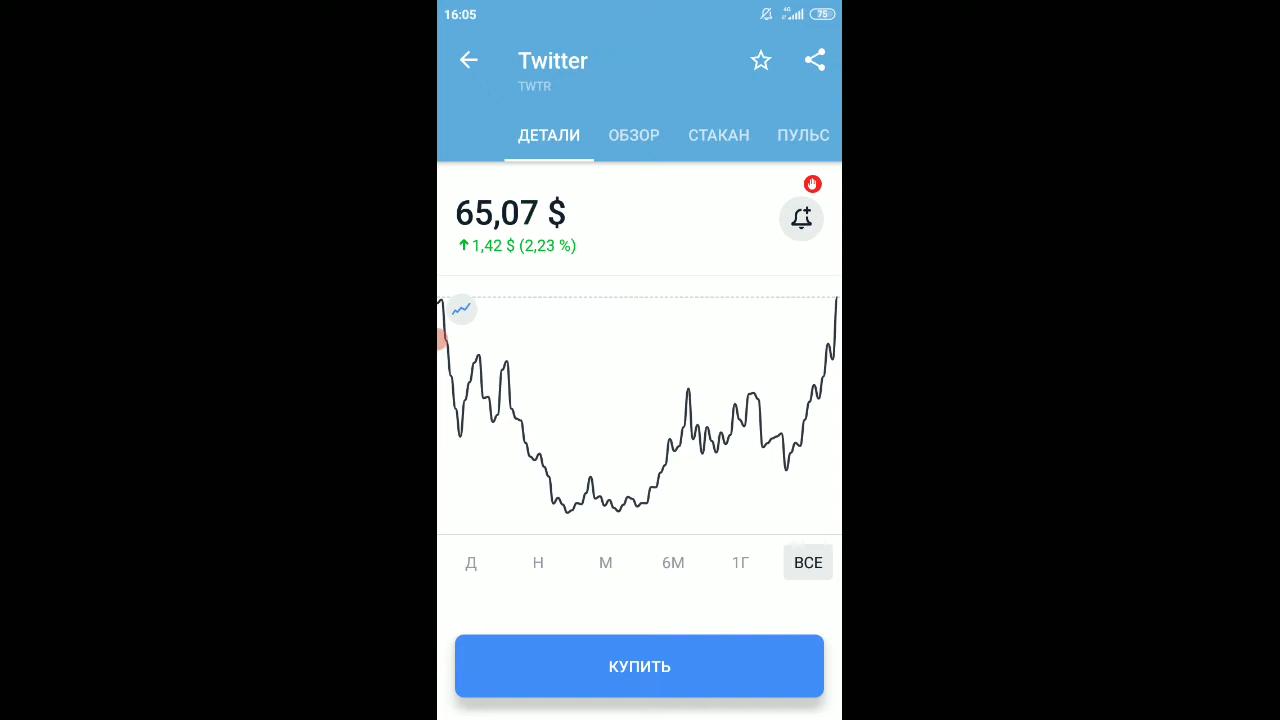 16:05
4G
75
Twitter
TWTR
ДЕТАЛИ ОБЗОР СТАКАН ПУЛЬС
65,07 $
1,42 $ (2,23 %)
Д Н М 6М 1Г ВСЕ
КУПИТЬ